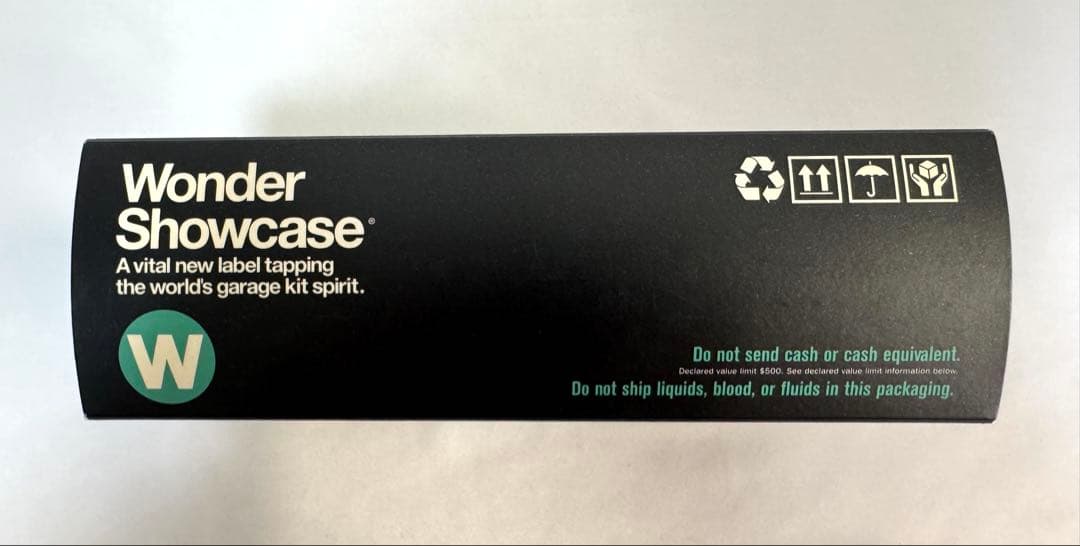 Wonder
Showcase®
A vital new label tapping
the world's garage kit spirit.
W
Do not send cash or cash equivalent.
Declared value limit $500. See declared value limit information below.
Do not ship liquids, blood, or fluids in this packaging.